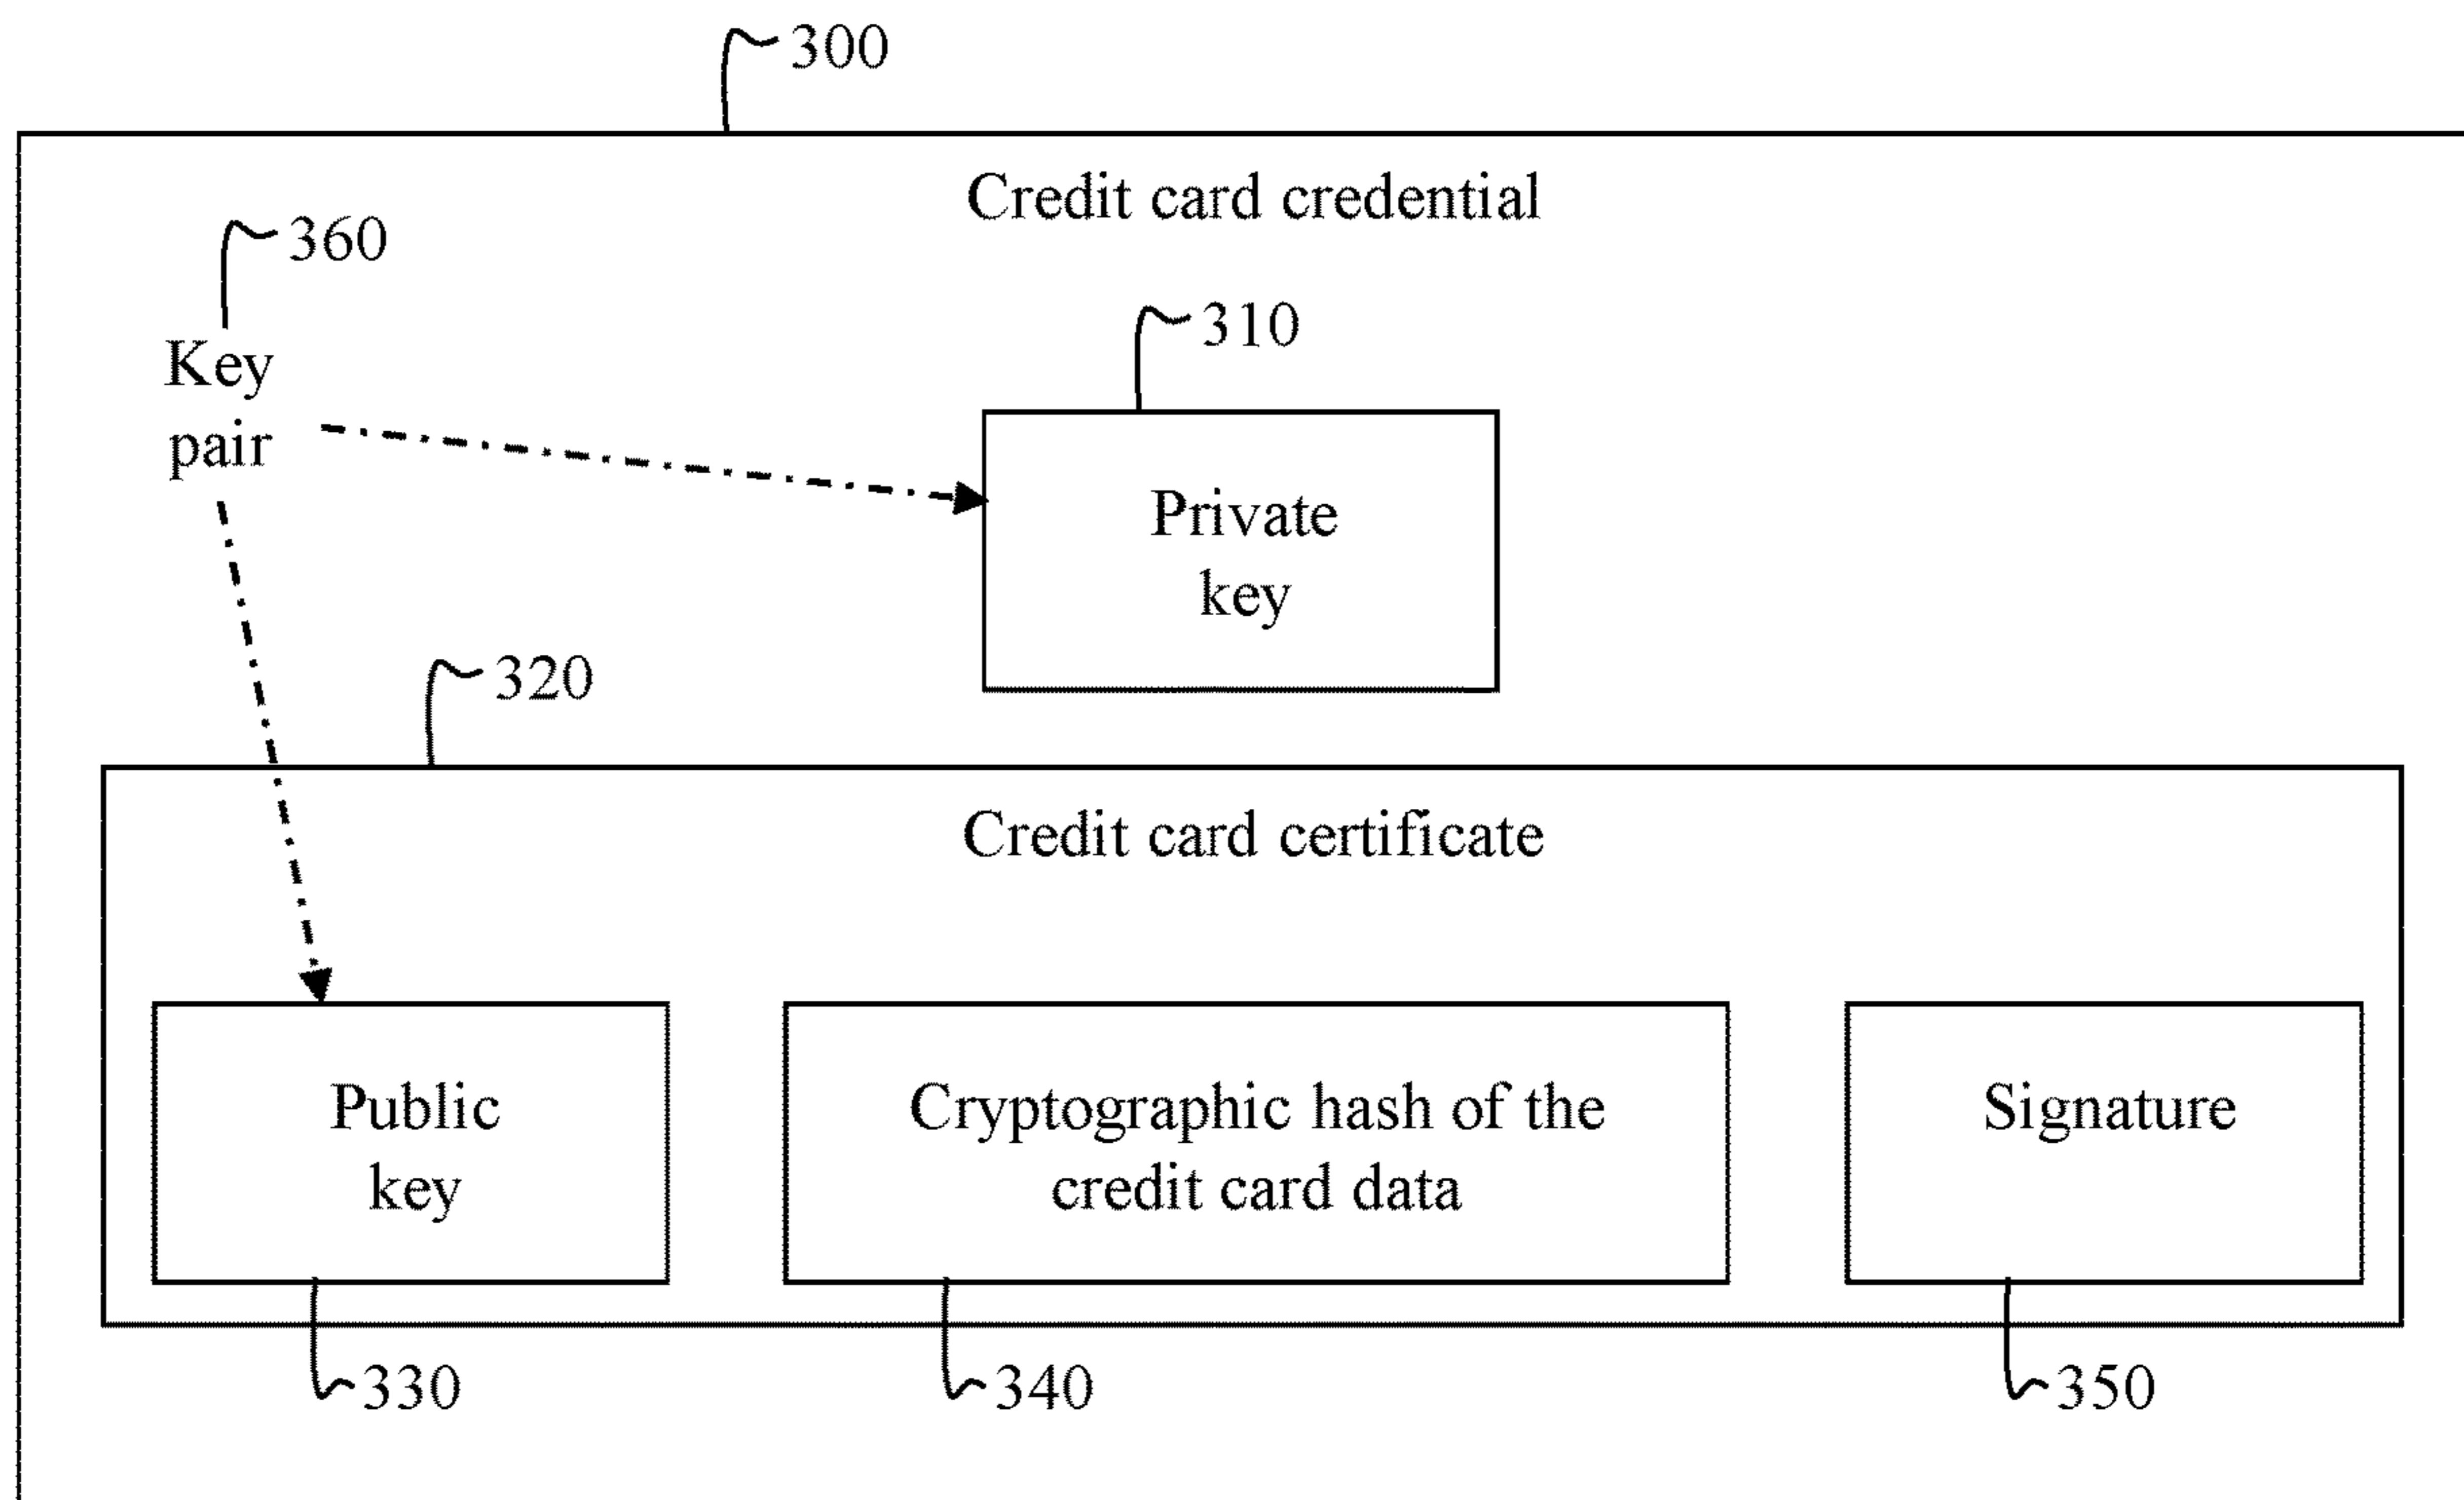 300
Credit card credential
360
310
Key
pair
Private
key
320
Credit card certificate
Public
key
Cryptographic hash of the
credit card data
Signature
330
340
350